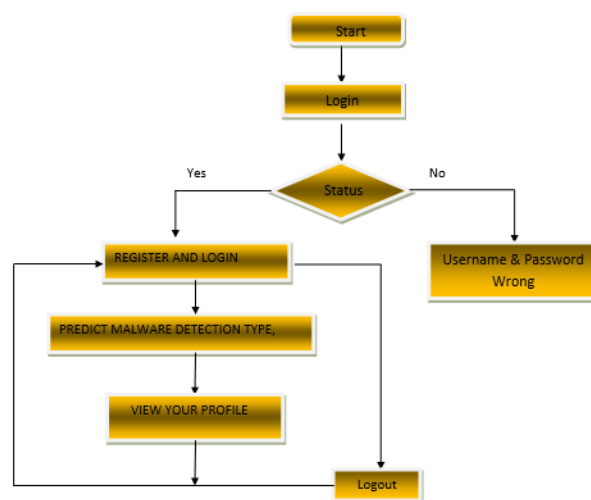 Start
Login
Status
Yes
No
REGISTER AND LOGIN
Username & Password
Wrong
PREDICT MALWARE DETECTION TYPE,
VIEW YOUR PROFILE
Logout